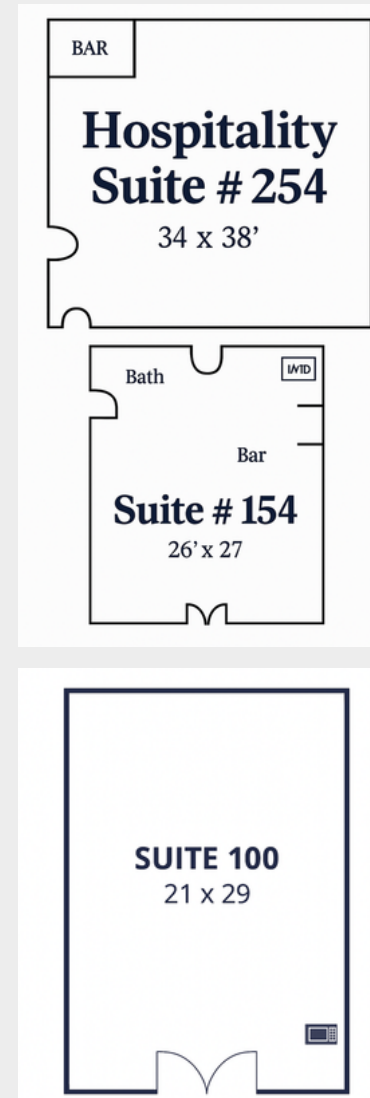 BAR
Hospitality
Suite # 254
34 x 38’
Bath
Bar
Suite # 154
26’ x 27
SUITE 100
21 x 29